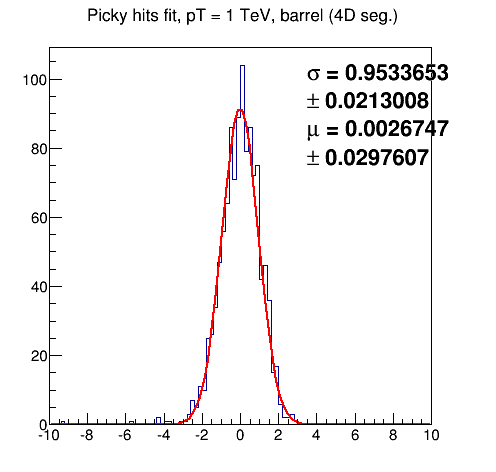 Picky hits fit, pT = 1 TeV, barrel (4D seg.)
σ = 0.9533653
± 0.0213008
μ = 0.0026747
± 0.0297607
100
80
60
40
20
0
-10 -8 -6 -4 -2 0 2 4 6 8 10